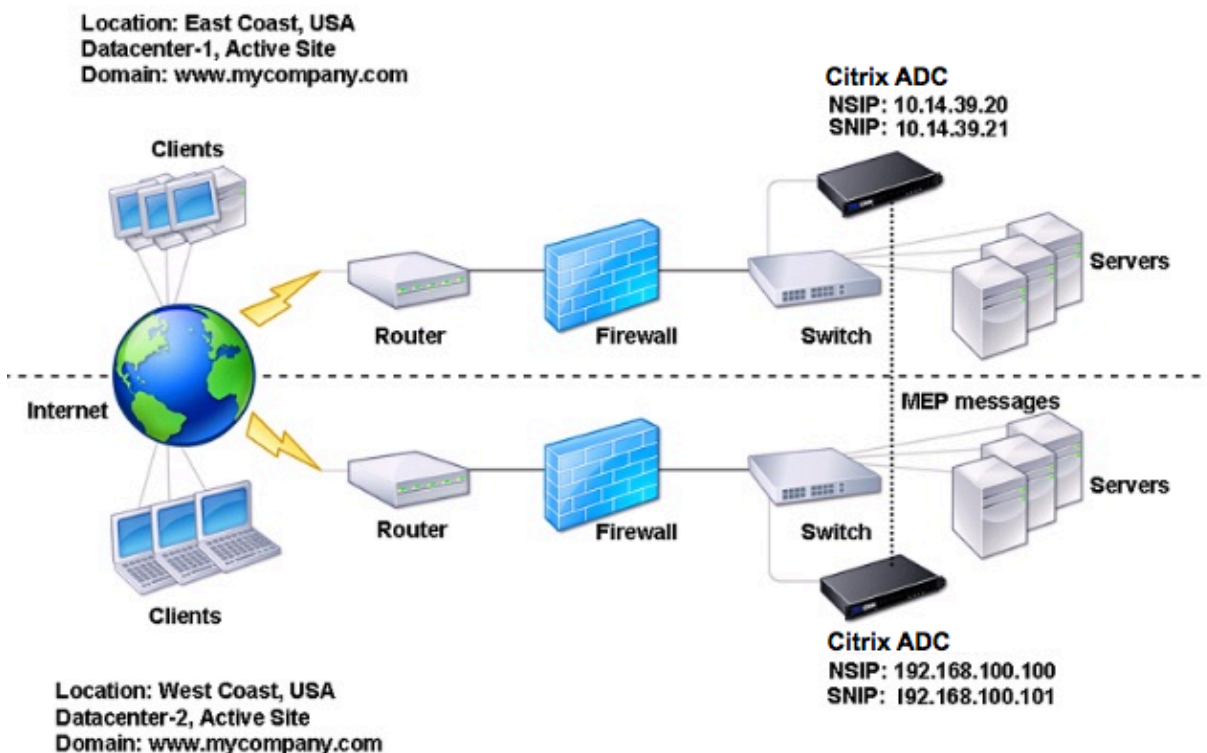 Location: East Coast, USA
Datacenter-1, Active Site
Domain: www.mycompany.com
Citrix ADC
NSIP: 10.14.39.20
SNIP: 10.14.39.21
Clients
Servers
Router
Firewall
Switch
Internet
MEP messages
Servers
Router
Firewall
Switch
Clients
Citrix ADC
NSIP: 192.168.100.100
SNIP: 192.168.100.101
Location: West Coast, USA
Datacenter-2, Active Site
Domain: www.mycompany.com